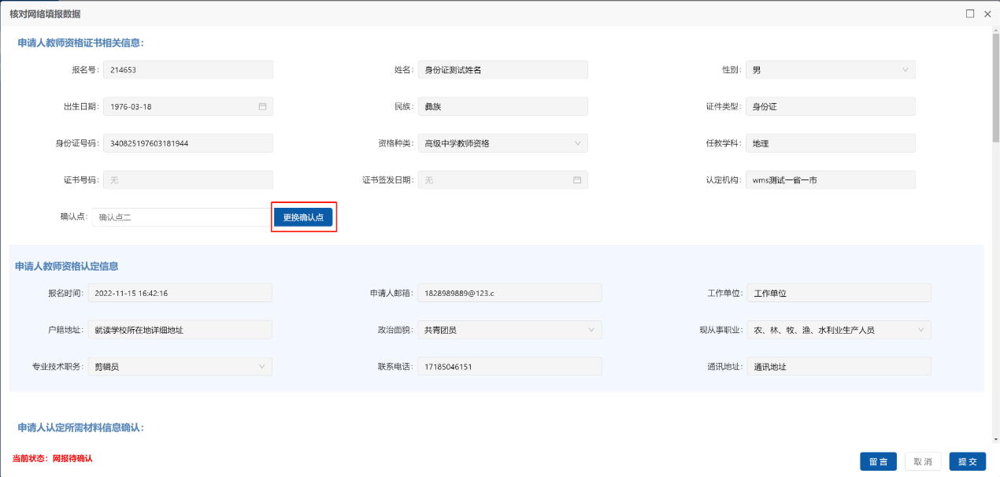 核对网络填报数据
申请人教师资格证书相关信息：
报名号： 214653 姓名： 身份证测试姓名 性别： 男
出生日期： 1976-03-18 民族： 彝族 证件类型： 身份证
身份证号码： 340825197603181944 资格种类： 高级中学教师资格 任教学科： 地理
证书号码： 无 证书签发日期： 无 认定机构： wms测试一省一市
确认点： 确认点二 更换确认点
申请人教师资格认定信息
报名时间： 2022-11-15 16:42:16 申请人邮箱： 1828989889@123.c 工作单位： 工作单位
户籍地址： 就读学校所在地详细地址 政治面貌： 共青团员 现从事职业： 农、林、牧、渔、水利业生产人员
专业技术职务： 剪辑员 联系电话： 17185046151 通讯地址： 通讯地址
申请人认定所需材料信息确认：
当前状态：网报待确认 留言 取消 提交